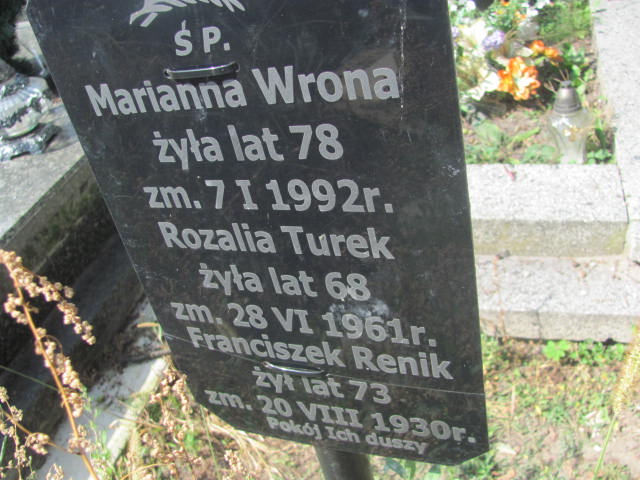 Ś P.
Marianna Wrona
żyła lat 78
zm. 7 I 1992r.
Rozalia Turek
żyła lat 68
zm. 28 VI 1961r.
Franciszek Renik
żył lat 73
zm. 20 VIII 1930r.
Pokój Ich duszy